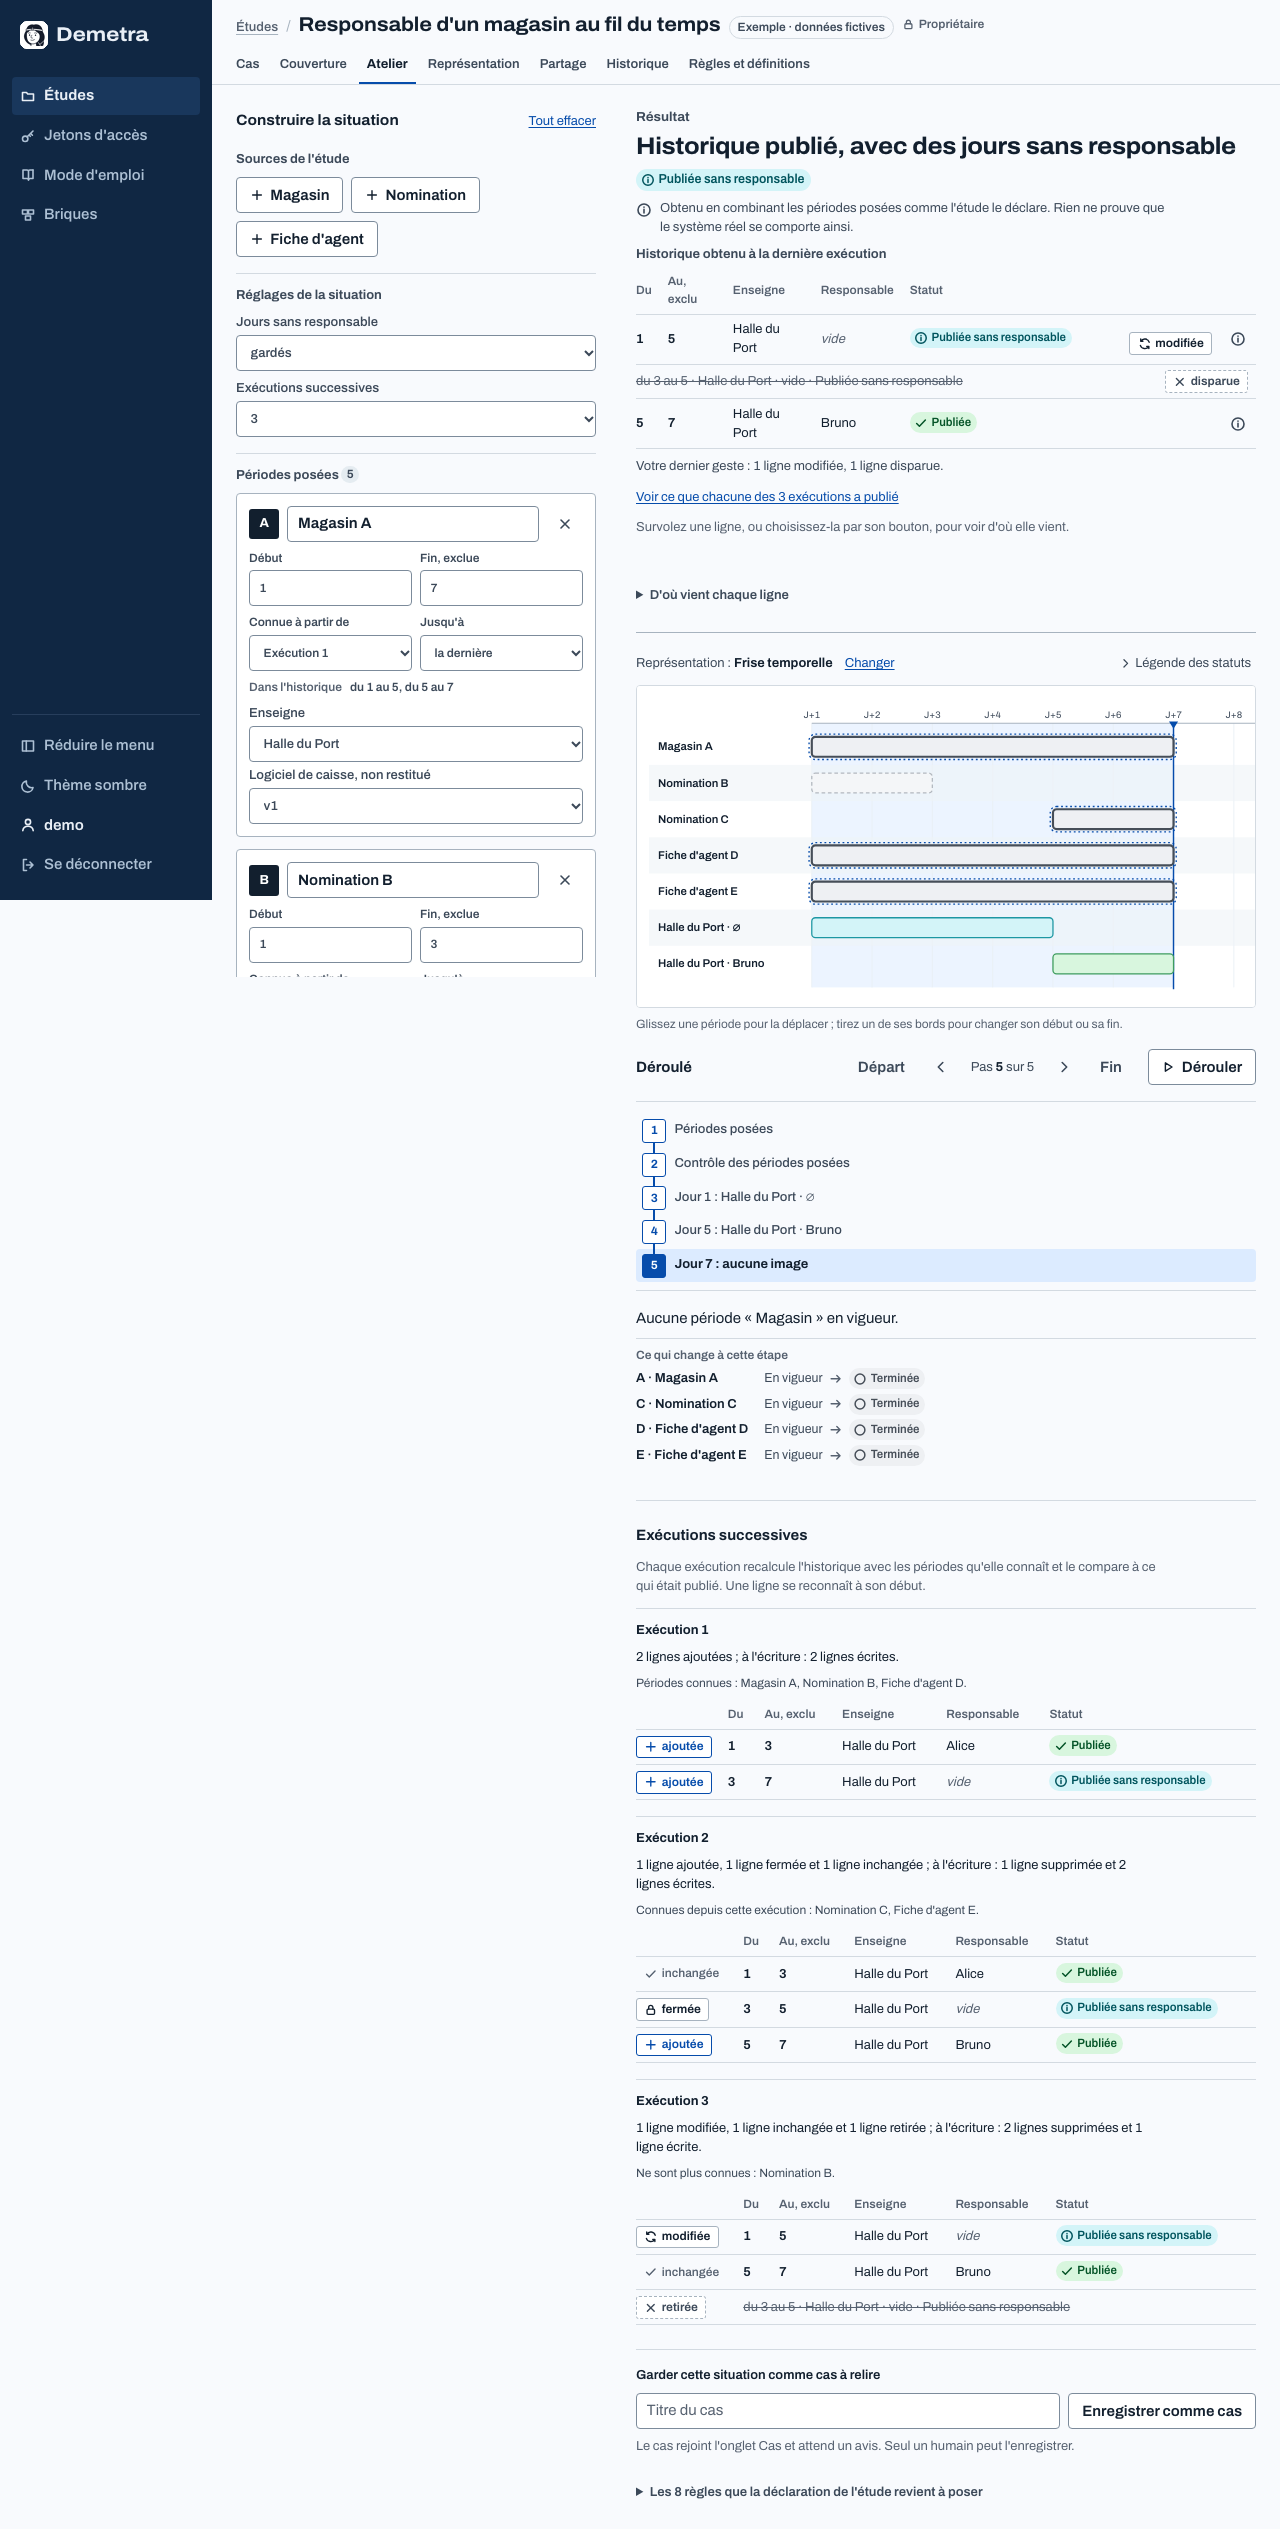 Demetra
Études
Jetons d'accès
Mode d'emploi
Briques
Réduire le menu
Thème sombre
demo
Se déconnecter
Études / Responsable d'un magasin au fil du temps Exemple · données fictives Propriétaire
Cas Couverture Atelier Représentation Partage Historique Règles et définitions
Construire la situation Tout effacer
Sources de l'étude
Magasin Nomination
Fiche d'agent
Réglages de la situation
Jours sans responsable
gardés
Exécutions successives
3
Périodes posées 5
A Magasin A
Début Fin, exclue
1 7
Connue à partir de Jusqu'à
Exécution 1 la dernière
Dans l'historique du 1 au 5, du 5 au 7
Enseigne
Halle du Port
Logiciel de caisse, non restitué
v1
B Nomination B
Début Fin, exclue
1 3
Résultat
Historique publié, avec des jours sans responsable
Publiée sans responsable
Obtenu en combinant les périodes posées comme l'étude le déclare. Rien ne prouve que
le système réel se comporte ainsi.
Historique obtenu à la dernière exécution
Du Au, exclu Enseigne Responsable Statut
1 5 Halle du Port vide Publiée sans responsable modifiée
du 3 au 5 · Halle du Port · vide · Publiée sans responsable disparue
5 7 Halle du Port Bruno Publiée
Votre dernier geste : 1 ligne modifiée, 1 ligne disparue.
Voir ce que chacune des 3 exécutions a publié
Survolez une ligne, ou choisissez-la par son bouton, pour voir d'où elle vient.
D'où vient chaque ligne
Représentation : Frise temporelle Changer Légende des statuts
J+1 J+2 J+3 J+4 J+5 J+6 J+7 J+8
Magasin A
Nomination B
Nomination C
Fiche d'agent D
Fiche d'agent E
Halle du Port · ∅
Halle du Port · Bruno
Glissez une période pour la déplacer ; tirez un de ses bords pour changer son début ou sa fin.
Déroulé Départ Pas 5 sur 5 Fin Dérouler
1 Périodes posées
2 Contrôle des périodes posées
3 Jour 1 : Halle du Port · ∅
4 Jour 5 : Halle du Port · Bruno
5 Jour 7 : aucune image
Aucune période « Magasin » en vigueur.
Ce qui change à cette étape
A · Magasin A En vigueur → Terminée
C · Nomination C En vigueur → Terminée
D · Fiche d'agent D En vigueur → Terminée
E · Fiche d'agent E En vigueur → Terminée
Exécutions successives
Chaque exécution recalcule l'historique avec les périodes qu'elle connaît et le compare à ce
qui était publié. Une ligne se reconnaît à son début.
Exécution 1
2 lignes ajoutées ; à l'écriture : 2 lignes écrites.
Périodes connues : Magasin A, Nomination B, Fiche d'agent D.
Du Au, exclu Enseigne Responsable Statut
ajoutée 1 3 Halle du Port Alice Publiée
ajoutée 3 7 Halle du Port vide Publiée sans responsable
Exécution 2
1 ligne ajoutée, 1 ligne fermée et 1 ligne inchangée ; à l'écriture : 1 ligne supprimée et 2
lignes écrites.
Connues depuis cette exécution : Nomination C, Fiche d'agent E.
Du Au, exclu Enseigne Responsable Statut
inchangée 1 3 Halle du Port Alice Publiée
fermée 3 5 Halle du Port vide Publiée sans responsable
ajoutée 5 7 Halle du Port Bruno Publiée
Exécution 3
1 ligne modifiée, 1 ligne inchangée et 1 ligne retirée ; à l'écriture : 2 lignes supprimées et 1
ligne écrite.
Ne sont plus connues : Nomination B.
Du Au, exclu Enseigne Responsable Statut
modifiée 1 5 Halle du Port vide Publiée sans responsable
inchangée 5 7 Halle du Port Bruno Publiée
retirée du 3 au 5 · Halle du Port · vide · Publiée sans responsable
Garder cette situation comme cas à relire
Titre du cas Enregistrer comme cas
Le cas rejoint l'onglet Cas et attend un avis. Seul un humain peut l'enregistrer.
Les 8 règles que la déclaration de l'étude revient à poser